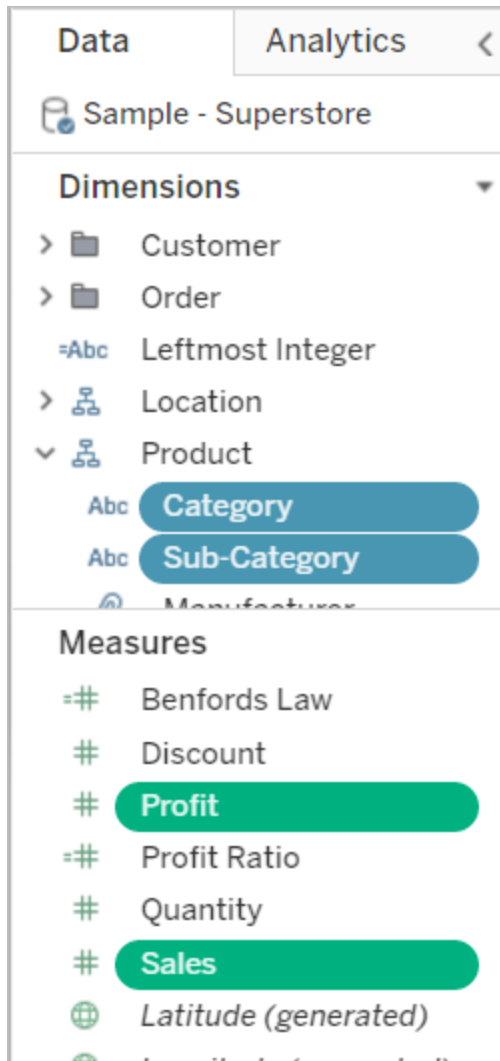 Data Analytics
Sample - Superstore
Dimensions
Customer
Order
=Abc Leftmost Integer
Location
Product
Abc Category
Abc Sub-Category
Manufacturer
Measures
=# Benfords Law
# Discount
# Profit
=# Profit Ratio
# Quantity
# Sales
Latitude (generated)